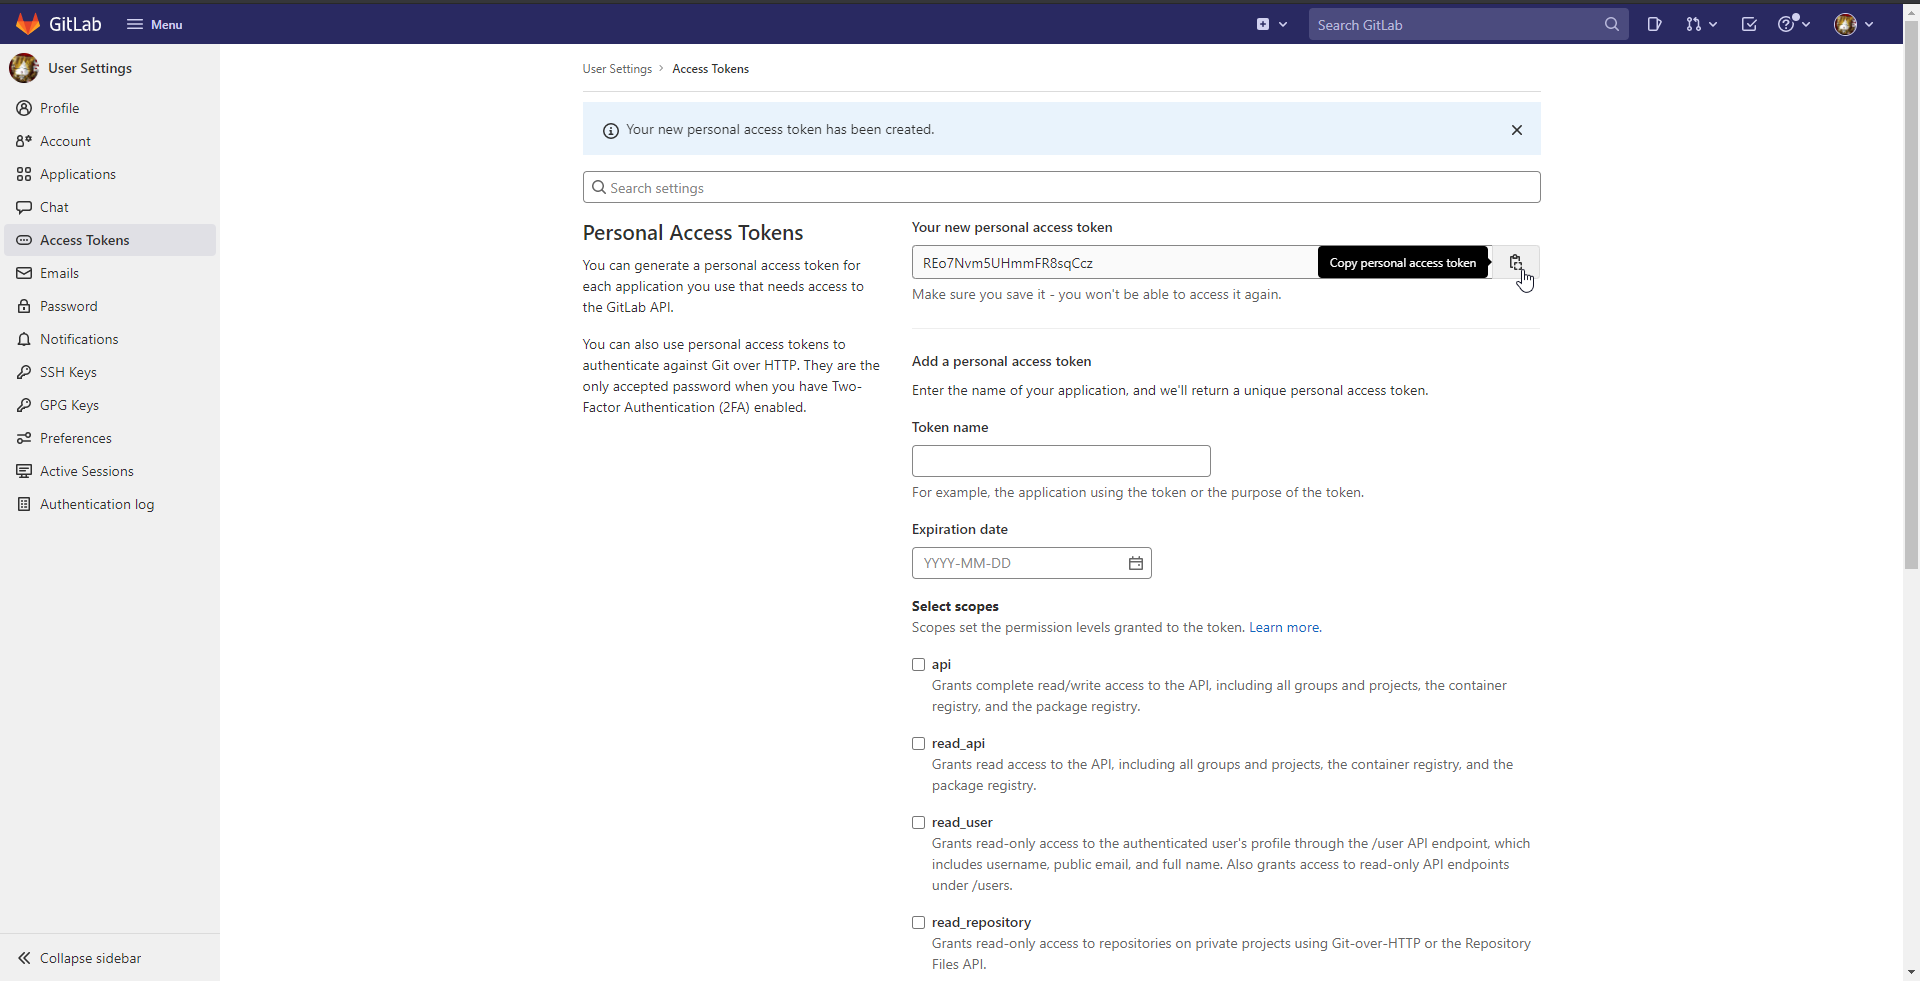 GitLab
Menu
Search GitLab
User Settings
Profile
Account
Applications
Chat
Access Tokens
Emails
Password
Notifications
SSH Keys
GPG Keys
Preferences
Active Sessions
Authentication log
Collapse sidebar
User Settings > Access Tokens
Your new personal access token has been created.
Search settings
Personal Access Tokens
You can generate a personal access token for
each application you use that needs access to
the GitLab API.
You can also use personal access tokens to
authenticate against Git over HTTP. They are the
only accepted password when you have Two-
Factor Authentication (2FA) enabled.
Your new personal access token
REo7Nvm5UHmmFR8sqCcz
Copy personal access token
Make sure you save it - you won't be able to access it again.
Add a personal access token
Enter the name of your application, and we'll return a unique personal access token.
Token name
For example, the application using the token or the purpose of the token.
Expiration date
YYYY-MM-DD
Select scopes
Scopes set the permission levels granted to the token. Learn more.
api
Grants complete read/write access to the API, including all groups and projects, the container
registry, and the package registry.
read_api
Grants read access to the API, including all groups and projects, the container registry, and the
package registry.
read_user
Grants read-only access to the authenticated user's profile through the /user API endpoint, which
includes username, public email, and full name. Also grants access to read-only API endpoints
under /users.
read_repository
Grants read-only access to repositories on private projects using Git-over-HTTP or the Repository
Files API.